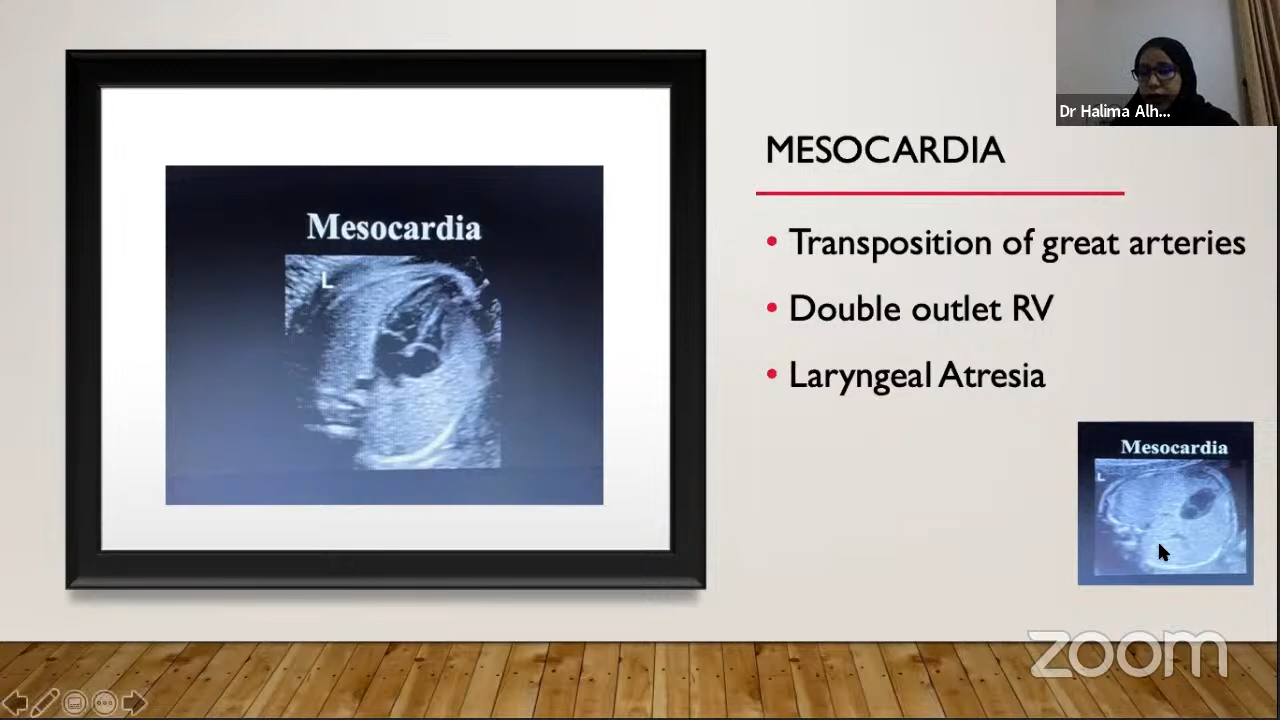 Mesocardia
L
MESOCARDIA
• Transposition of great arteries
• Double outlet RV
• Laryngeal Atresia
Mesocardia
L
Dr Halima Alh...
zoom